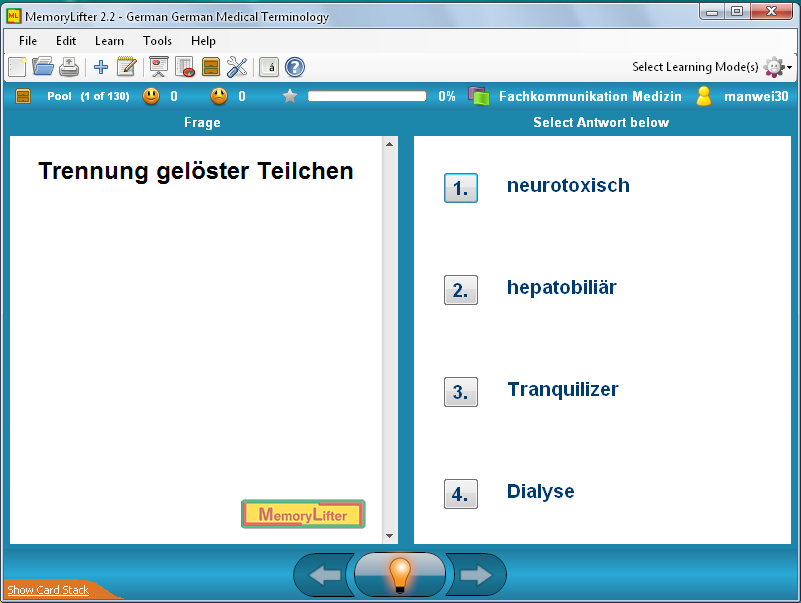 MemoryLifter 2.2 - German German Medical Terminology
File Edit Learn Tools Help
á ? Select Learning Mode(s)
Pool (1 of 130) 0 0 0% Fachkommunikation Medizin manwei30
Frage
Select Antwort below
Trennung gelöster Teilchen
1. neurotoxisch
2. hepatobiliär
3. Tranquilizer
4. Dialyse
MemoryLifter
Show Card Stack